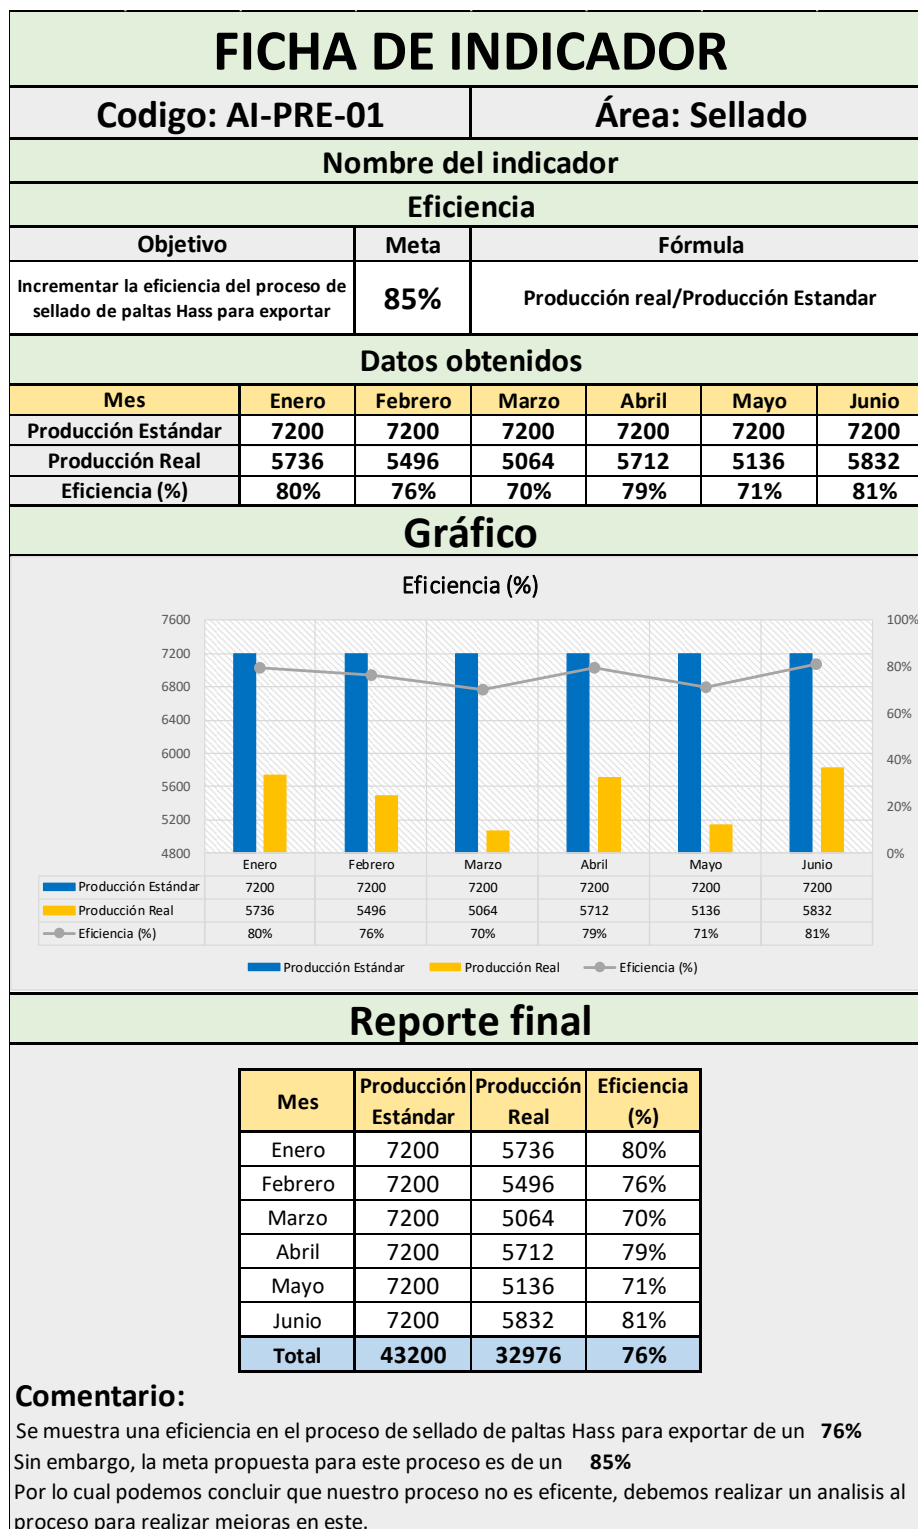 FICHA DE INDICADOR
Codigo: AI-PRE-01 Área: Sellado
Nombre del indicador
Eficiencia
Objetivo Meta Fórmula
Incrementar la eficiencia del proceso de
sellado de paltas Hass para exportar
85%
Producción real/Producción Estandar
Datos obtenidos
Mes Enero Febrero Marzo Abril Mayo Junio
Producción Estándar 7200 7200 7200 7200 7200 7200
Producción Real 5736 5496 5064 5712 5136 5832
Eficiencia (%) 80% 76% 70% 79% 71% 81%
Gráfico
Eficiencia (%)
7600 100%
7200
80%
6800
6400
60%
6000
40%
5600
20%
5200
4800 0%
Enero Febrero Marzo Abril Mayo Junio
Producción Estándar 7200 7200 7200 7200 7200 7200
Producción Real 5736 5496 5064 5712 5136 5832
Eficiencia (%) 80% 76% 70% 79% 71% 81%
Producción Estándar Producción Real Eficiencia (%)
Reporte final
Mes Producción Estándar Producción Real Eficiencia (%)
Enero 7200 5736 80%
Febrero 7200 5496 76%
Marzo 7200 5064 70%
Abril 7200 5712 79%
Mayo 7200 5136 71%
Junio 7200 5832 81%
Total 43200 32976 76%
Comentario:
Se muestra una eficiencia en el proceso de sellado de paltas Hass para exportar de un 76%
Sin embargo, la meta propuesta para este proceso es de un 85%
Por lo cual podemos concluir que nuestro proceso no es eficente, debemos realizar un analisis al
proceso para realizar mejoras en este.